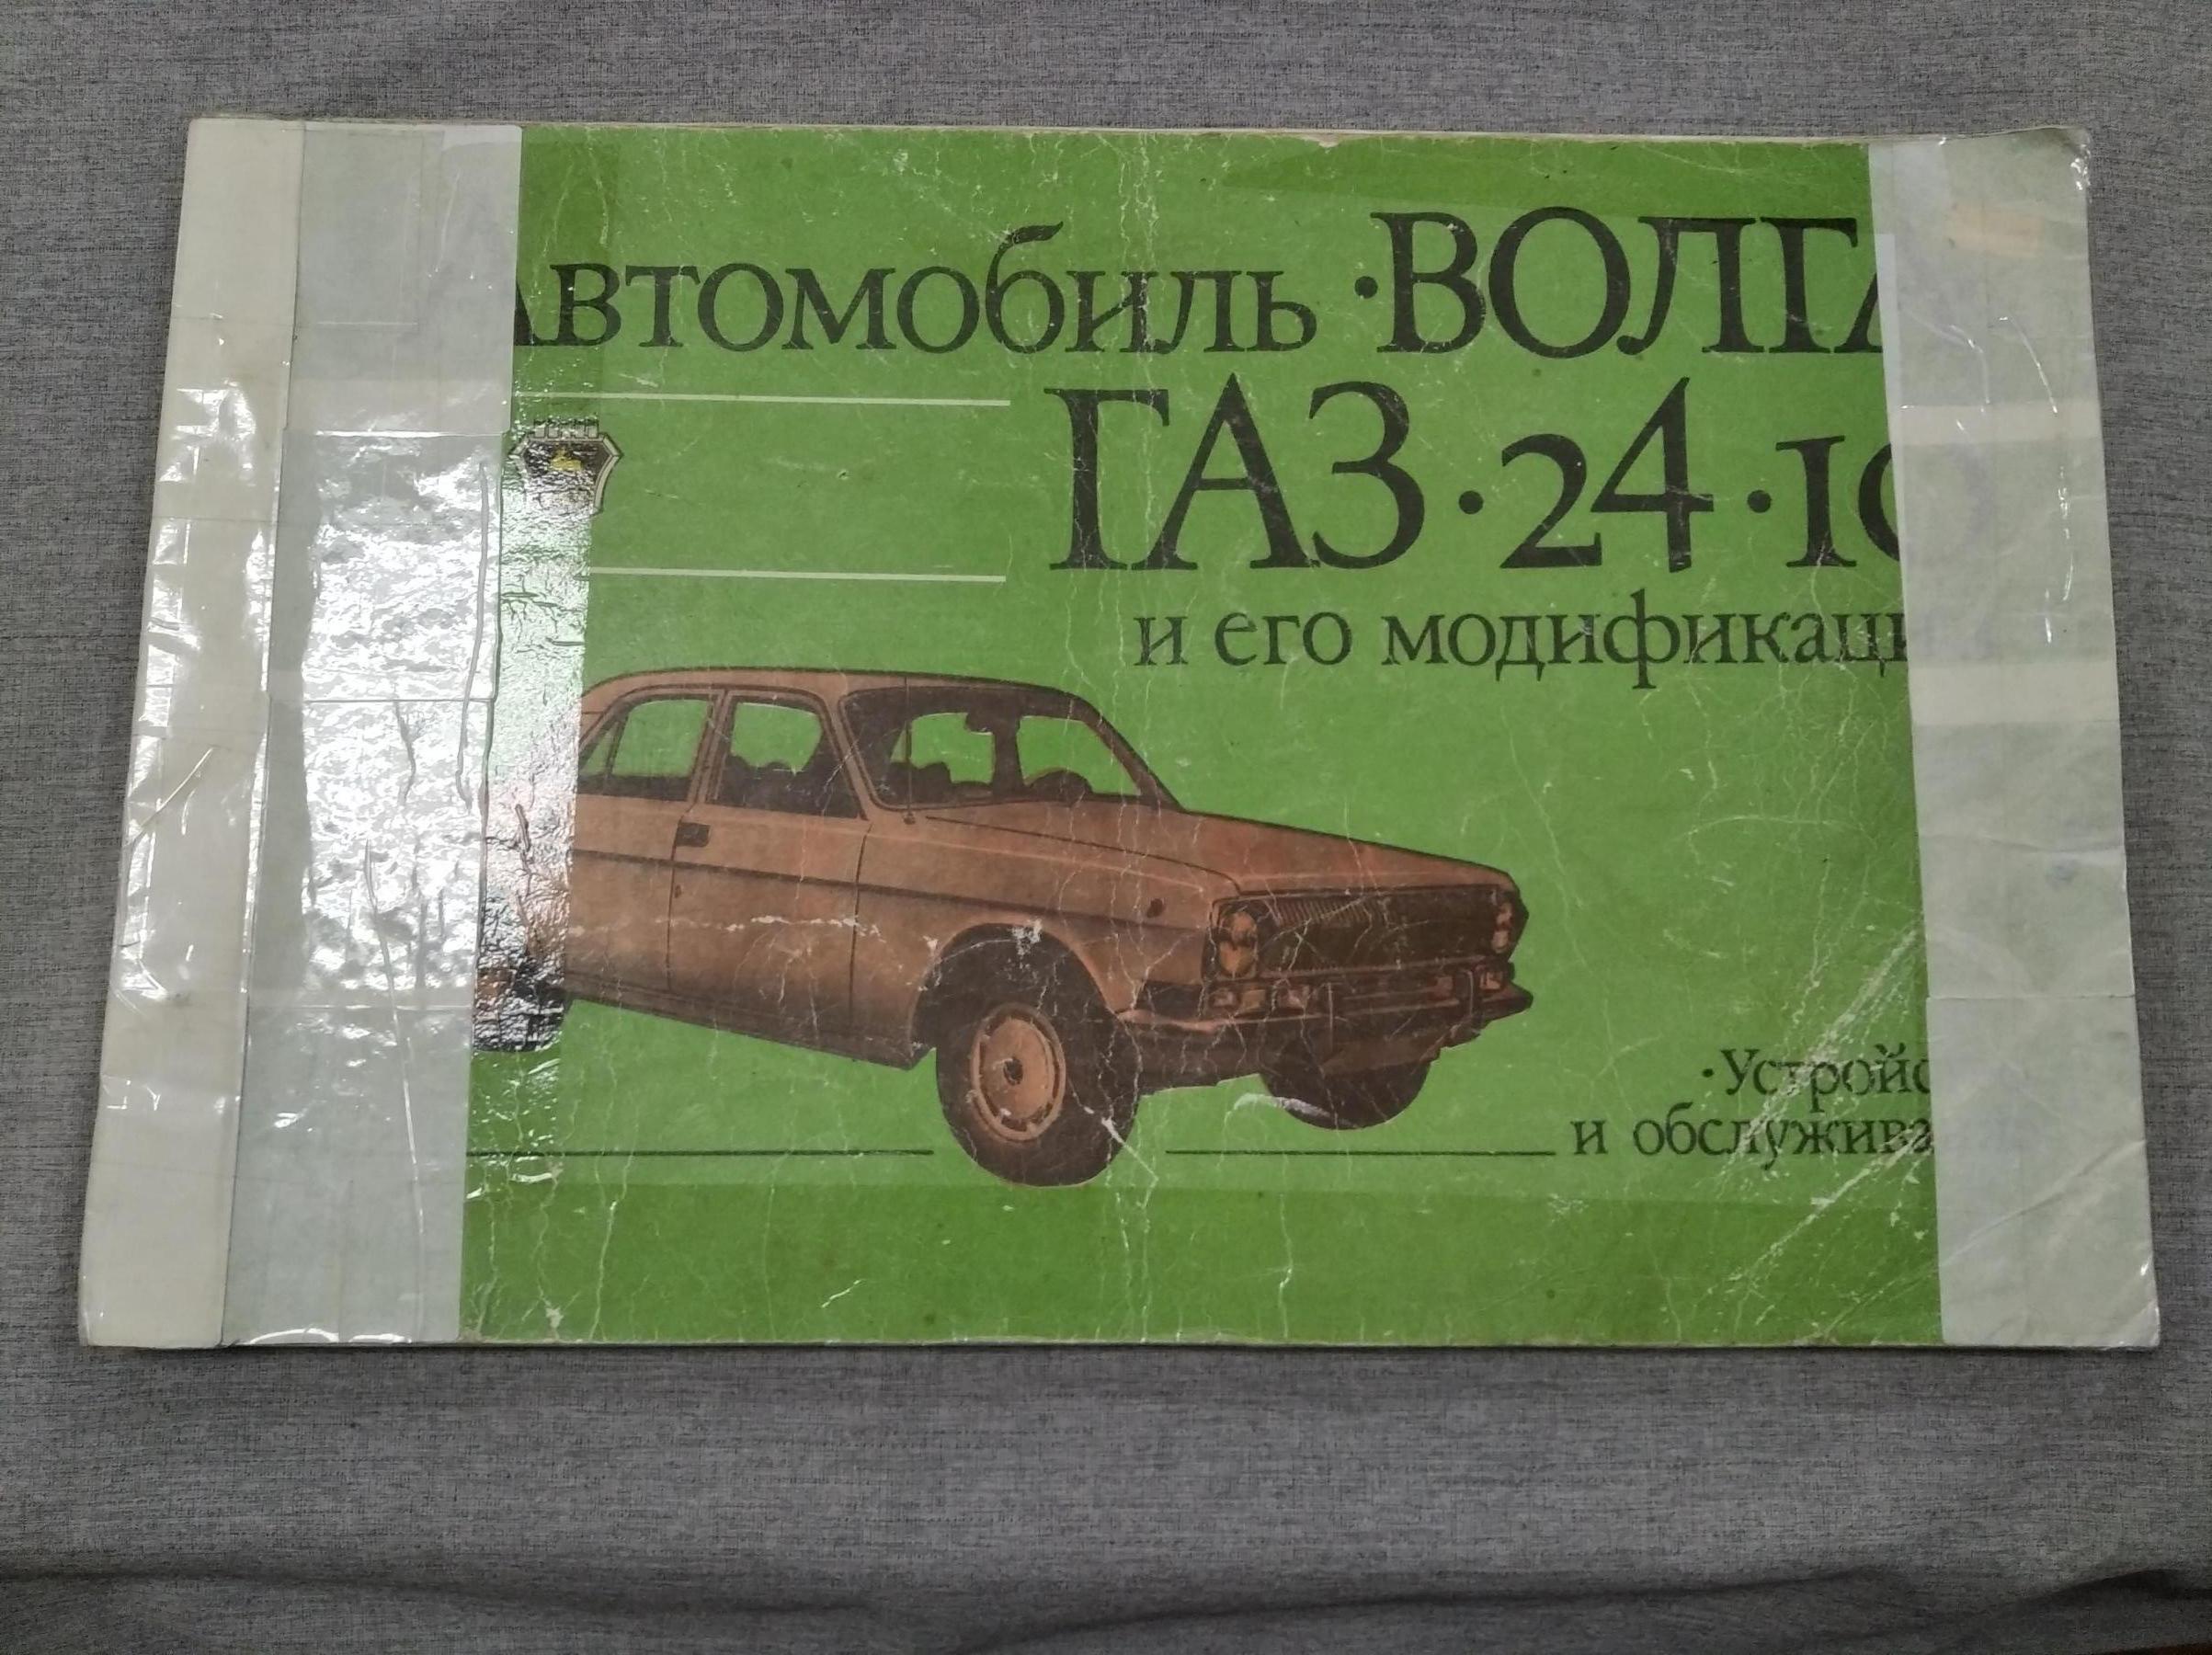 Автомобиль ·ВОЛГА
ГАЗ·24·10
и его модификаци
·Устройс
и обслужива